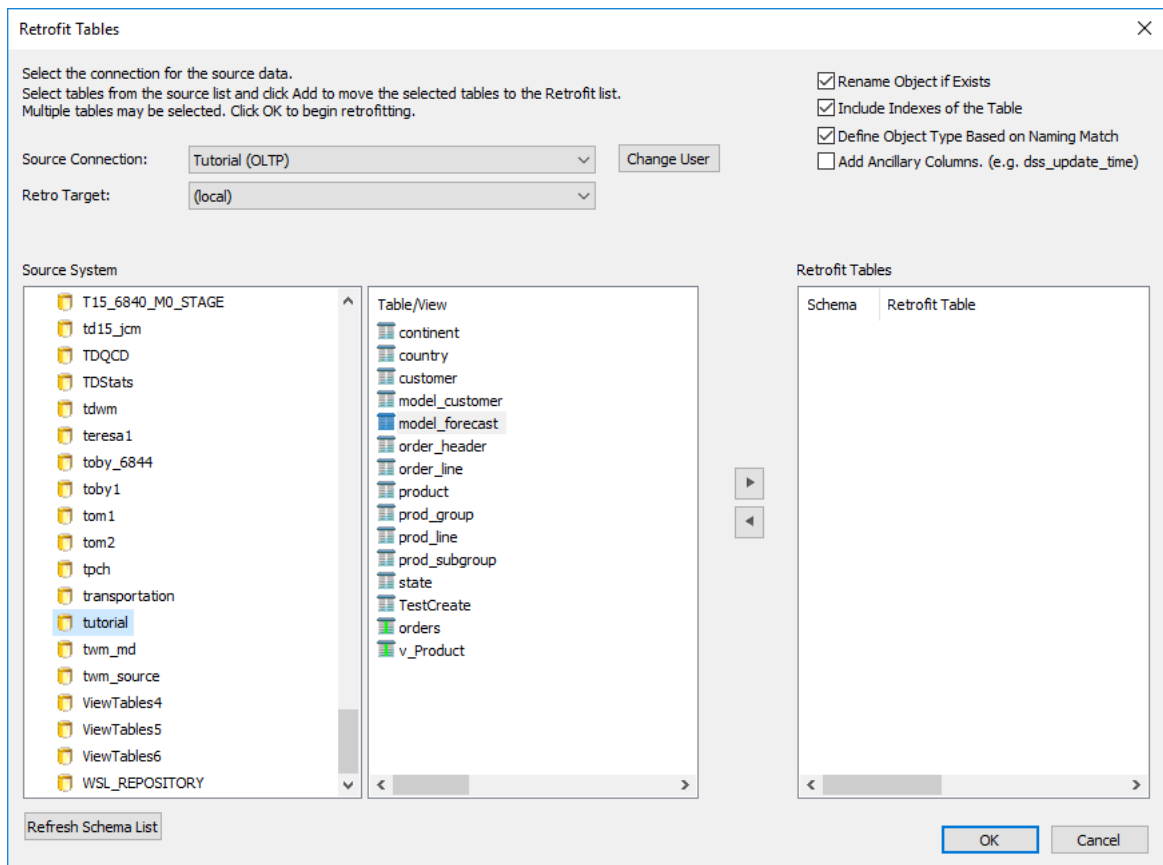 Retrofit Tables
Select the connection for the source data.
Select tables from the source list and click Add to move the selected tables to the Retrofit list.
Multiple tables may be selected. Click OK to begin retrofitting.
Rename Object if Exists
Include Indexes of the Table
Define Object Type Based on Naming Match
Add Ancillary Columns. (e.g. dss_update_time)
Source Connection:
Tutorial (OLTP)
Change User
Retro Target:
(local)
Source System
T15_6840_M0_STAGE
td15_jcm
TDQCD
TDStats
tdwm
teresa1
toby_6844
toby1
tom1
tom2
tpch
transportation
tutorial
twm_md
twm_source
ViewTables4
ViewTables5
ViewTables6
WSL_REPOSITORY
Table/View
continent
country
customer
model_customer
model_forecast
order_header
order_line
product
prod_group
prod_line
prod_subgroup
state
TestCreate
orders
v_Product
Retrofit Tables
Schema Retrofit Table
Refresh Schema List
OK
Cancel